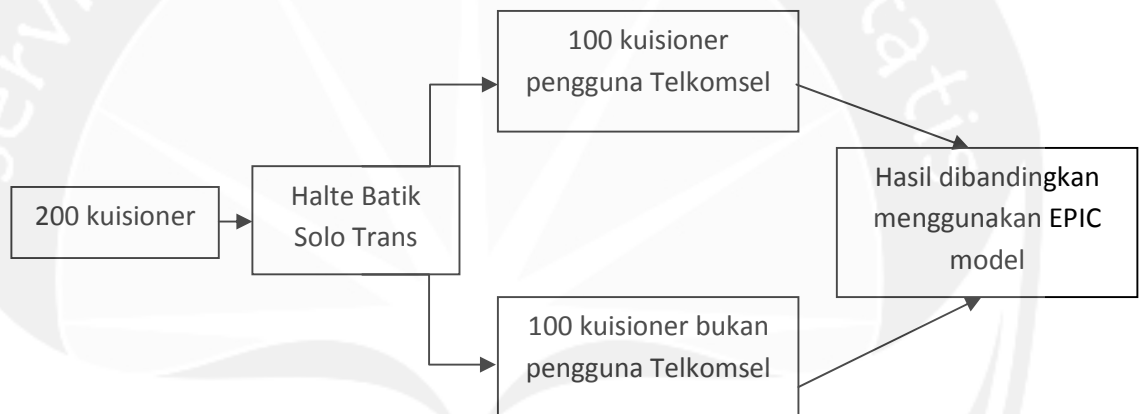 200 kuisioner
Halte Batik
Solo Trans
100 kuisioner
pengguna Telkomsel
100 kuisioner bukan
pengguna Telkomsel
Hasil dibandingkan
menggunakan EPIC
model